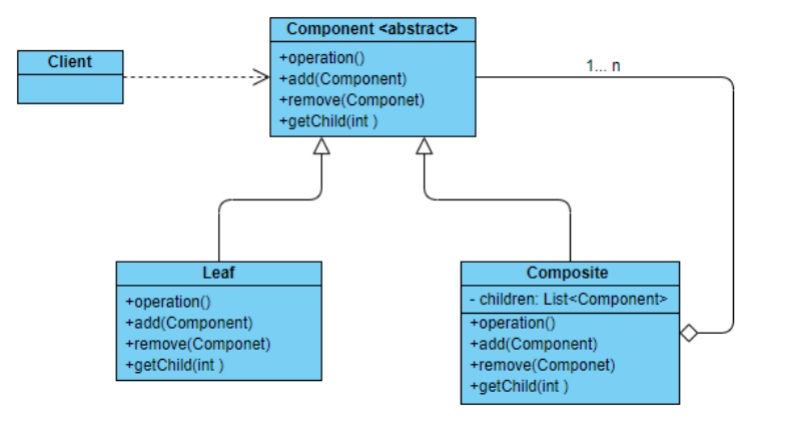 Component <abstract>
+operation()
+add(Component)
+remove(Componet)
+getChild(int )
Client
1... n
Leaf
+operation()
+add(Component)
+remove(Componet)
+getChild(int )
Composite
- children: List<Component>
+operation()
+add(Component)
+remove(Componet)
+getChild(int )